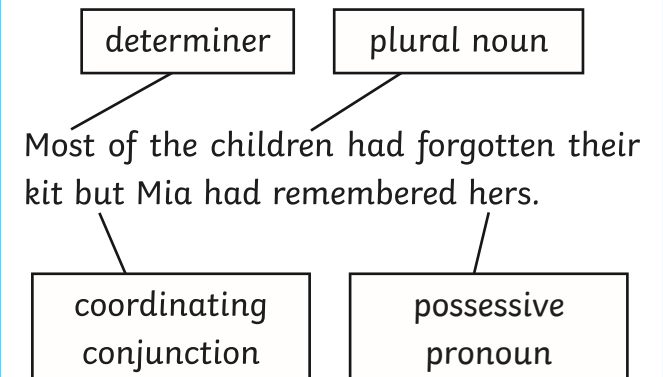 determiner
plural noun
Most of the children had forgotten their
kit but Mia had remembered hers.
coordinating
conjunction
possessive
pronoun